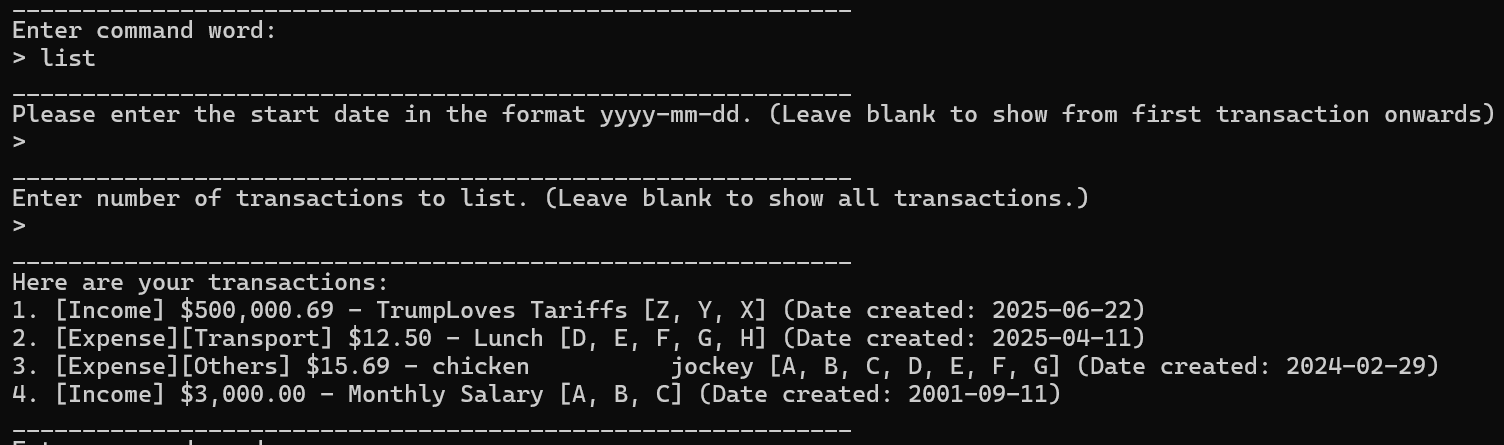 ____________________________________________________________
Enter command word:
> list
____________________________________________________________
Please enter the start date in the format yyyy-mm-dd. (Leave blank to show from first transaction onwards)
>
____________________________________________________________
Enter number of transactions to list. (Leave blank to show all transactions.)
>
____________________________________________________________
Here are your transactions:
1. [Income] $500,000.69 - TrumpLoves Tariffs [Z, Y, X] (Date created: 2025-06-22)
2. [Expense][Transport] $12.50 - Lunch [D, E, F, G, H] (Date created: 2025-04-11)
3. [Expense][Others] $15.69 - chicken          jockey [A, B, C, D, E, F, G] (Date created: 2024-02-29)
4. [Income] $3,000.00 - Monthly Salary [A, B, C] (Date created: 2001-09-11)
____________________________________________________________